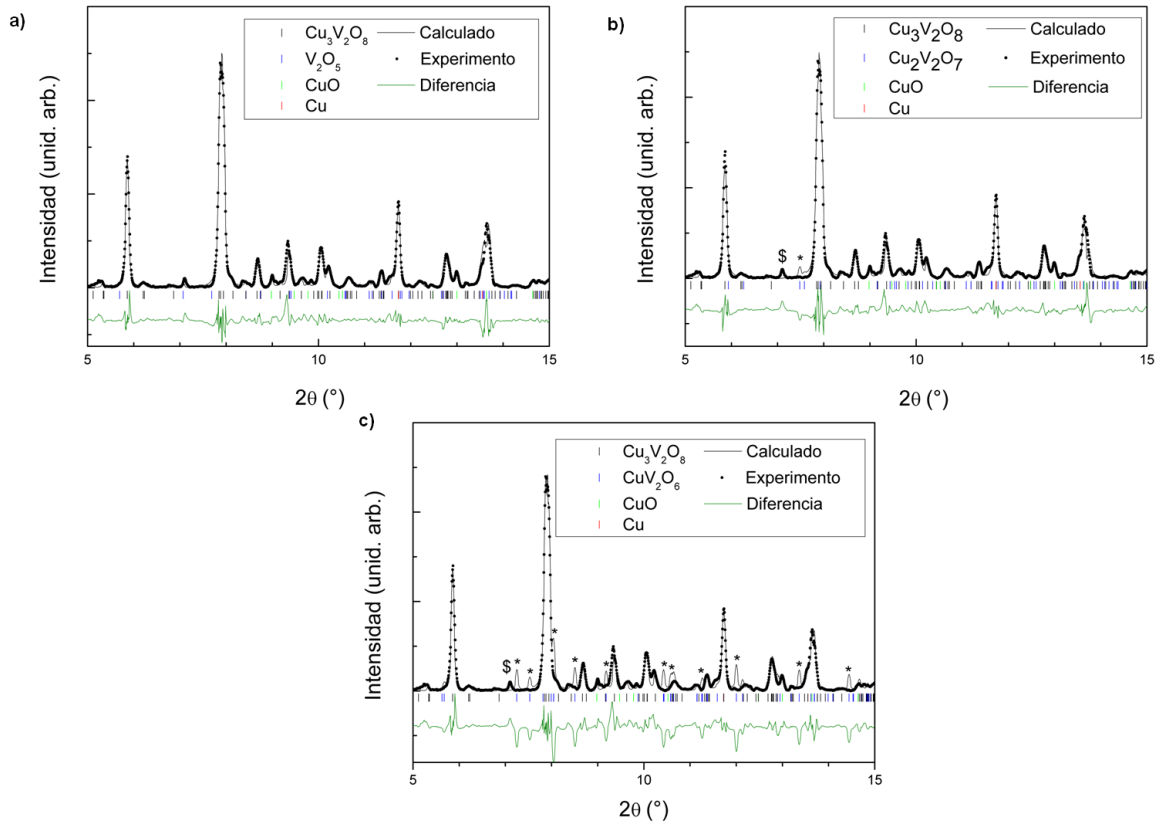 a)
Cu₃V₂O₈ Calculado
V₂O₅ Experimento
CuO Diferencia
Cu
Intensidad (unid. arb.)
5 10 15
2θ (°)
b)
Cu₃V₂O₈ Calculado
Cu₂V₂O₇ Experimento
CuO Diferencia
Cu
$ *
Intensidad (unid. arb.)
5 10 15
2θ (°)
c)
Cu₃V₂O₈ Calculado
CuV₂O₆ Experimento
CuO Diferencia
Cu
$ * * * * * * * * * * *
Intensidad (unid. arb.)
5 10 15
2θ (°)